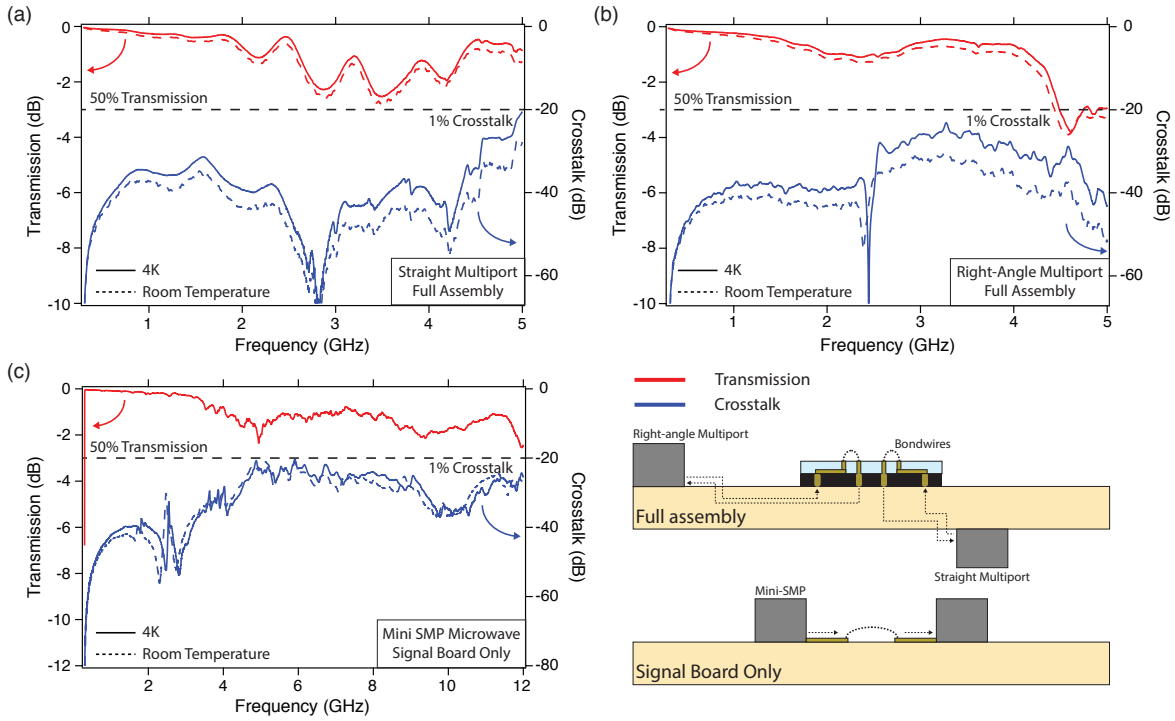 (a)
0
-2
-4
-6
-8
-10
Transmission (dB)
50% Transmission
1% Crosstalk
4K
Room Temperature
Straight Multiport
Full Assembly
0
-20
-40
-60
Crosstalk (dB)
1
2
3
4
5
Frequency (GHz)
(b)
0
-2
-4
-6
-8
-10
Transmission (dB)
50% Transmission
1% Crosstalk
4K
Room Temperature
Right-Angle Multiport
Full Assembly
0
-20
-40
-60
Crosstalk (dB)
1
2
3
4
5
Frequency (GHz)
(c)
0
-2
-4
-6
-8
-10
-12
Transmission (dB)
50% Transmission
1% Crosstalk
4K
Room Temperature
Mini SMP Microwave
Signal Board Only
0
-20
-40
-60
-80
Crosstalk (dB)
2
4
6
8
10
12
Frequency (GHz)
Transmission
Crosstalk
Right-angle Multiport
Bondwires
Full assembly
Straight Multiport
Mini-SMP
Signal Board Only